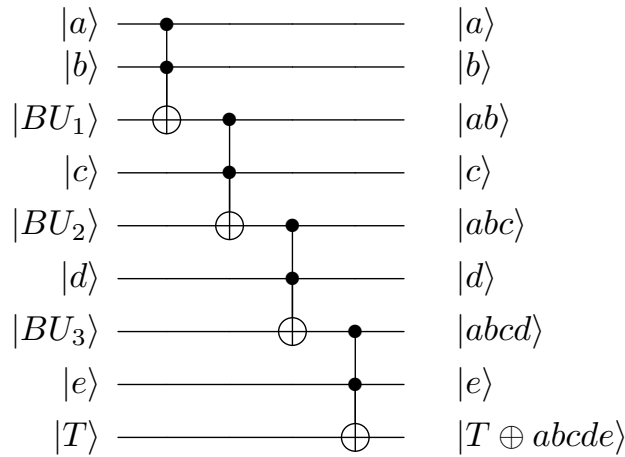 |a⟩ |a⟩
|b⟩ |b⟩
|BU₁⟩ |ab⟩
|c⟩ |c⟩
|BU₂⟩ |abc⟩
|d⟩ |d⟩
|BU₃⟩ |abcd⟩
|e⟩ |e⟩
|T⟩ |T ⊕ abcde⟩